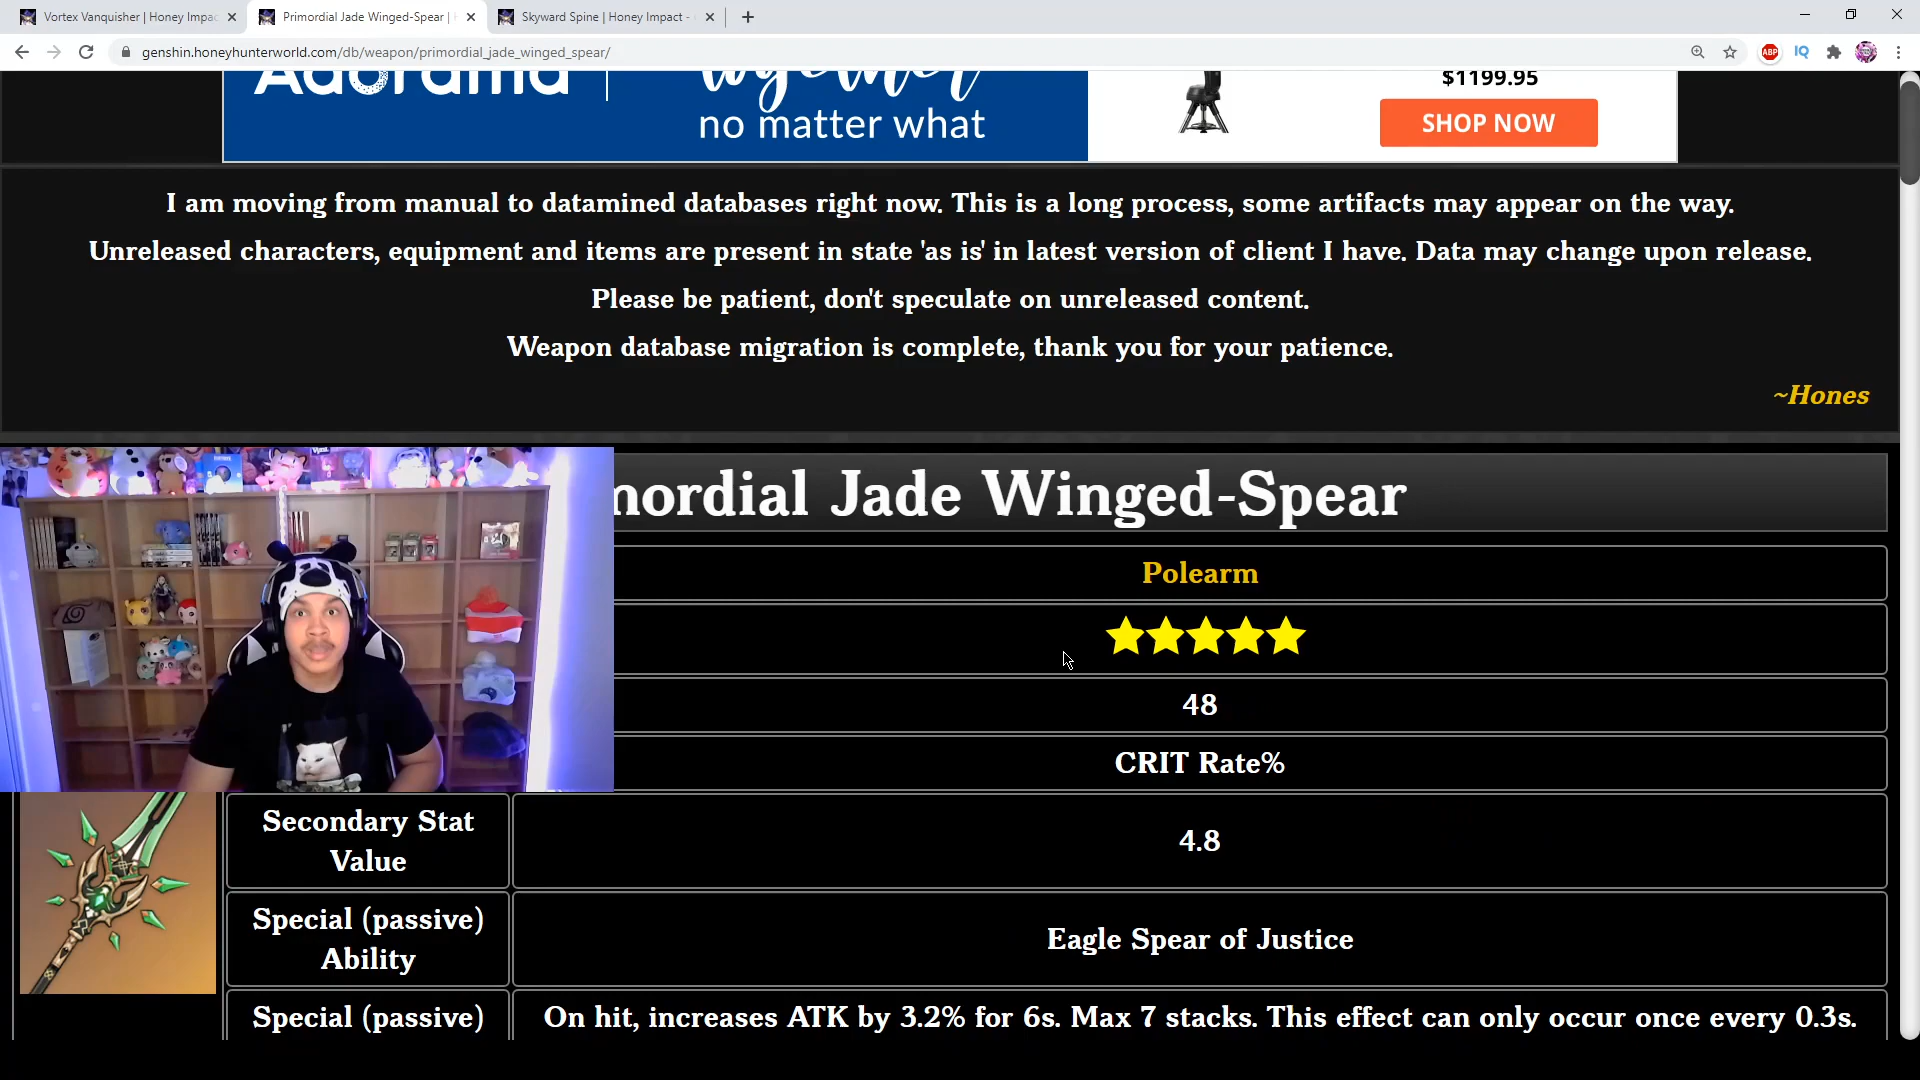 Vortex Vanquisher | Honey Impac
Primordial Jade Winged-Spear |
Skyward Spine | Honey Impact -
genshin.honeyhunterworld.com/db/weapon/primordial_jade_winged_spear/
ABP
IQ
Adorama
together
no matter what
$1199.95
SHOP NOW
I am moving from manual to datamined databases right now. This is a long process, some artifacts may appear on the way.
Unreleased characters, equipment and items are present in state 'as is' in latest version of client I have. Data may change upon release.
Please be patient, don't speculate on unreleased content.
Weapon database migration is complete, thank you for your patience.
~Hones
mordial Jade Winged-Spear
Polearm
48
CRIT Rate%
Secondary Stat
Value
4.8
Special (passive)
Ability
Eagle Spear of Justice
Special (passive)
On hit, increases ATK by 3.2% for 6s. Max 7 stacks. This effect can only occur once every 0.3s.